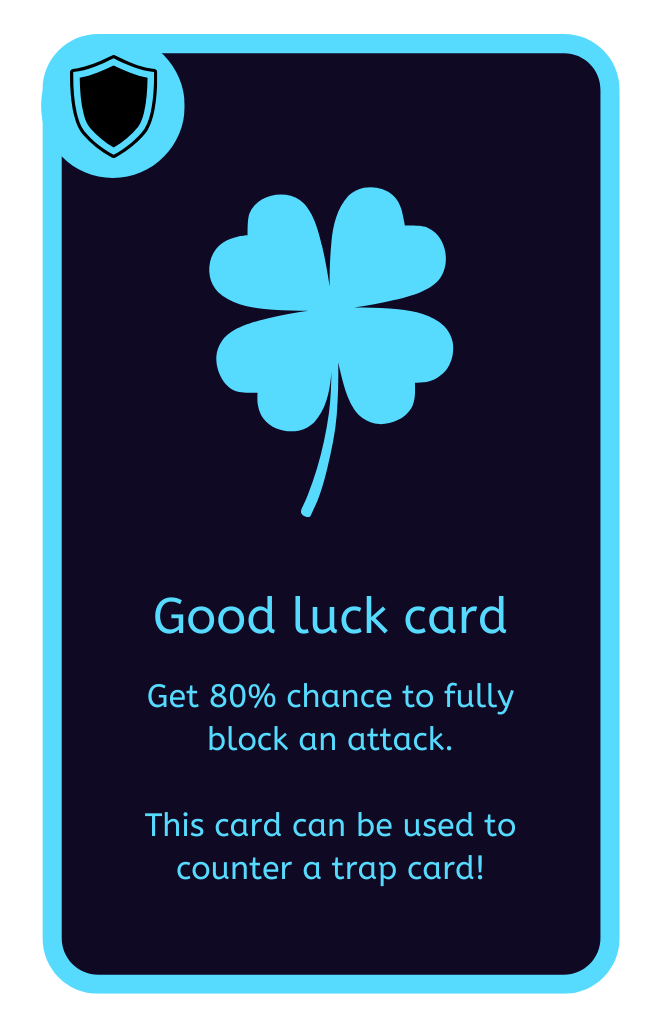 Good luck card
Get 80% chance to fully
block an attack.
This card can be used to
counter a trap card!